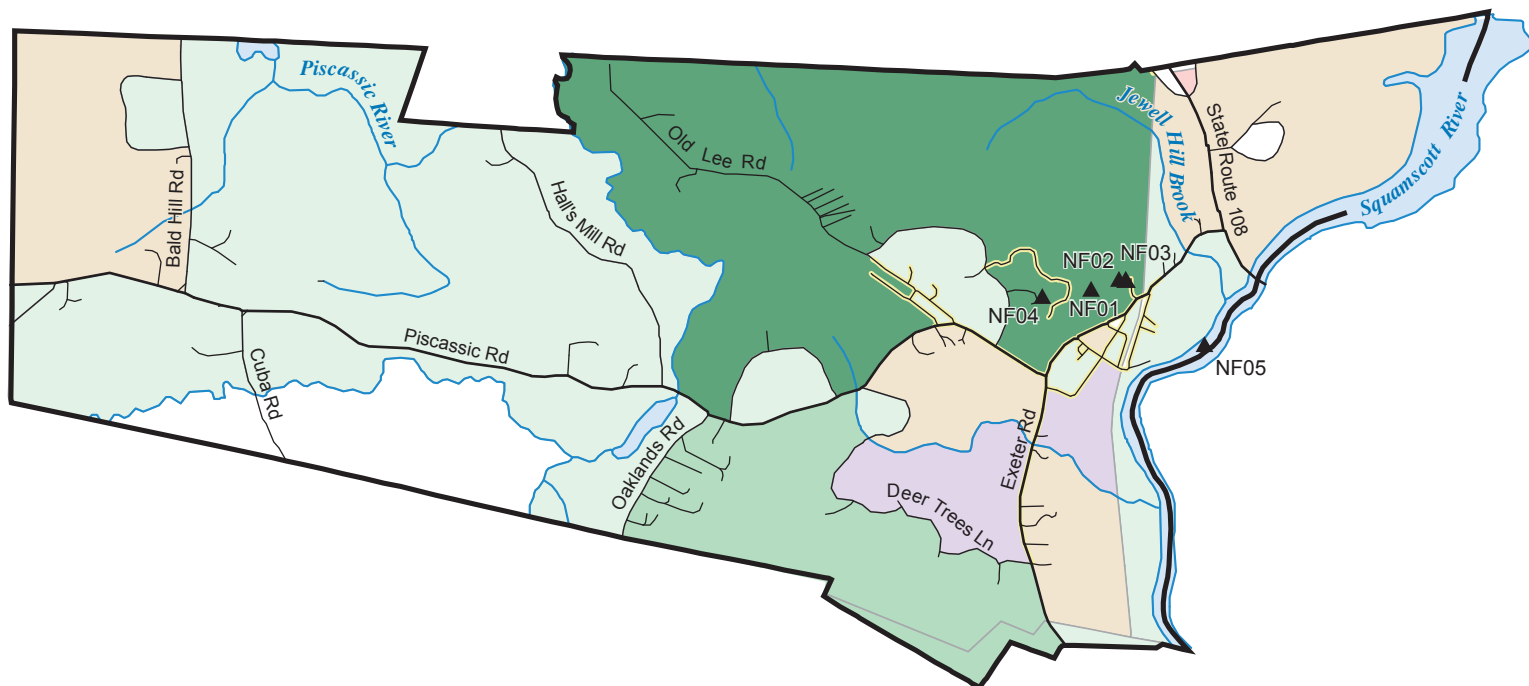 Piscassic River
Jewell Hill Brook
State Route 108
Squamscott River
Old Lee Rd
Hall's Mill Rd
Bald Hill Rd
NF02
NF03
NF04
NF01
NF05
Piscassic Rd
Cuba Rd
Oaklands Rd
Exeter Rd
Deer Trees Ln